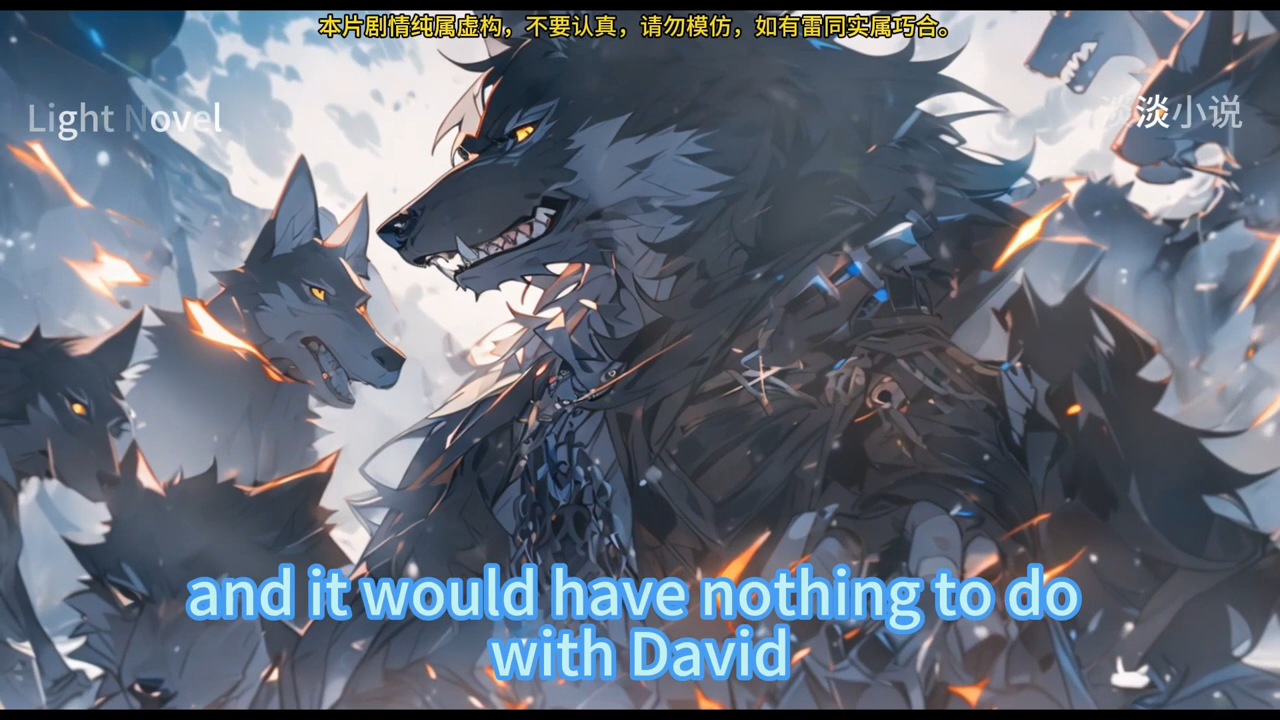 本片剧情纯属虚构，不要认真，请勿模仿，如有雷同实属巧合。
Light Novel
淡小说
and it would have nothing to do
with David